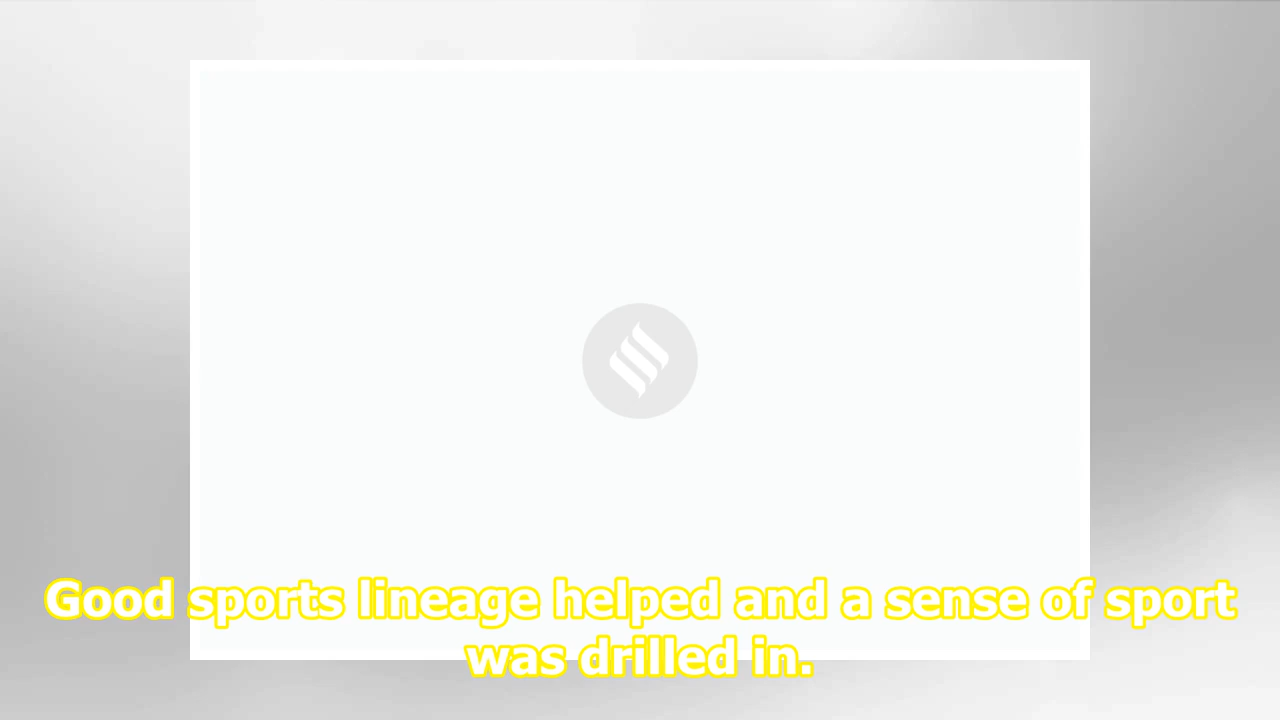 Good sports lineage helped and a sense of sport
was drilled in.